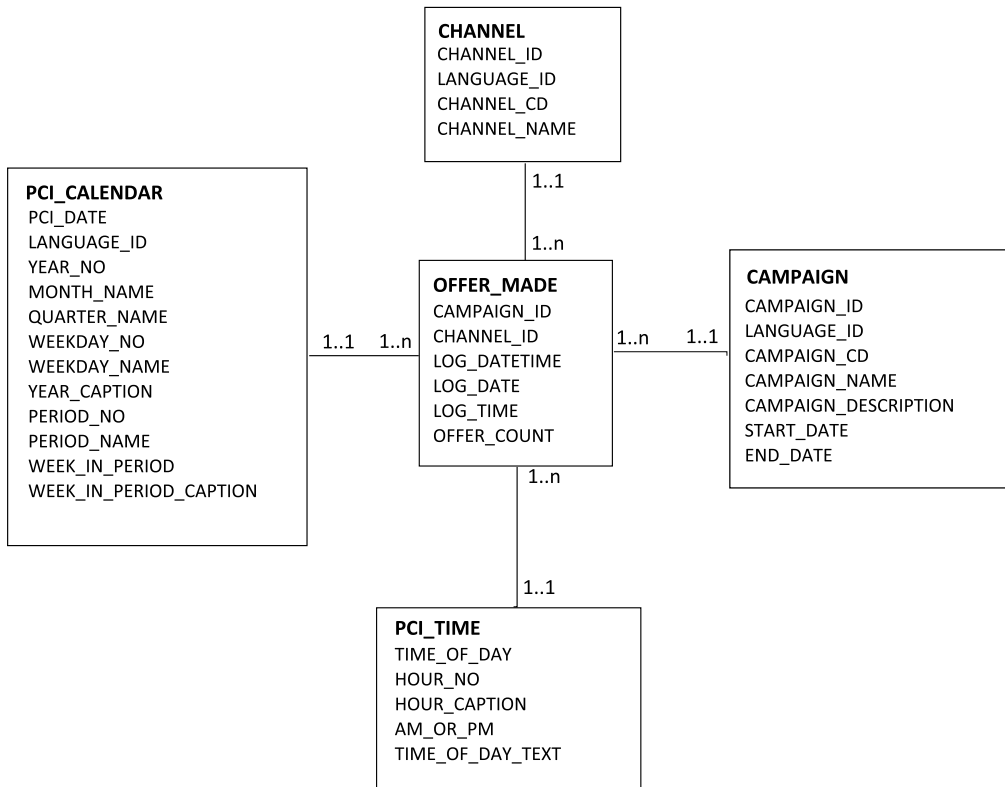 CHANNEL
CHANNEL_ID
LANGUAGE_ID
CHANNEL_CD
CHANNEL_NAME
1..1
1..n
PCI_CALENDAR
PCI_DATE
LANGUAGE_ID
YEAR_NO
MONTH_NAME
QUARTER_NAME
WEEKDAY_NO
WEEKDAY_NAME
YEAR_CAPTION
PERIOD_NO
PERIOD_NAME
WEEK_IN_PERIOD
WEEK_IN_PERIOD_CAPTION
1..1 1..n
OFFER_MADE
CAMPAIGN_ID
CHANNEL_ID
LOG_DATETIME
LOG_DATE
LOG_TIME
OFFER_COUNT
1..n 1..1
CAMPAIGN
CAMPAIGN_ID
LANGUAGE_ID
CAMPAIGN_CD
CAMPAIGN_NAME
CAMPAIGN_DESCRIPTION
START_DATE
END_DATE
1..n
1..1
PCI_TIME
TIME_OF_DAY
HOUR_NO
HOUR_CAPTION
AM_OR_PM
TIME_OF_DAY_TEXT